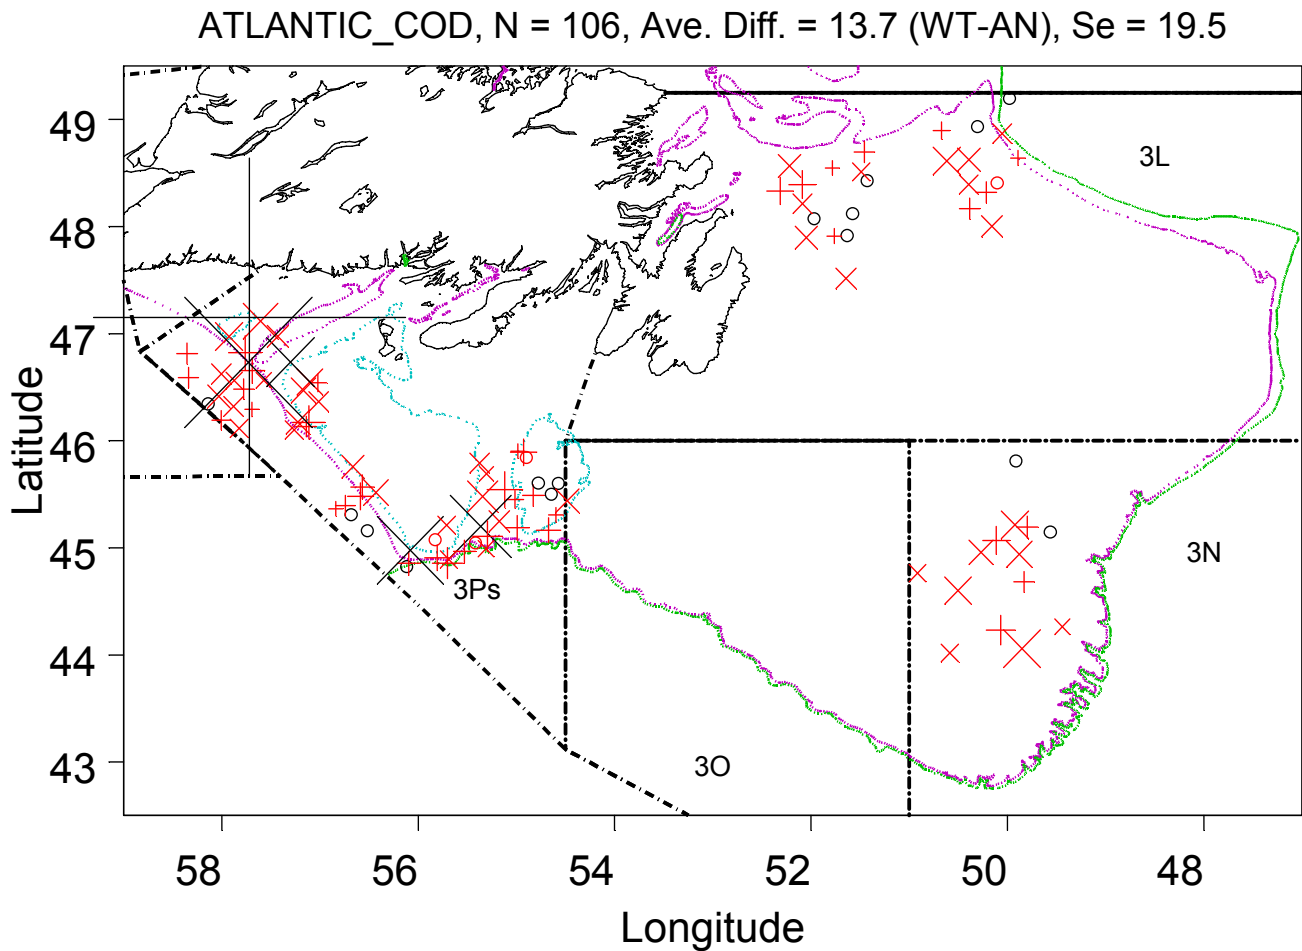 ATLANTIC_COD, N = 106, Ave. Diff. = 13.7 (WT-AN), Se = 19.5
49
3L
48
47
46
Latitude
45
3N
3Ps
44
3O
43
58
56
54
52
50
48
Longitude